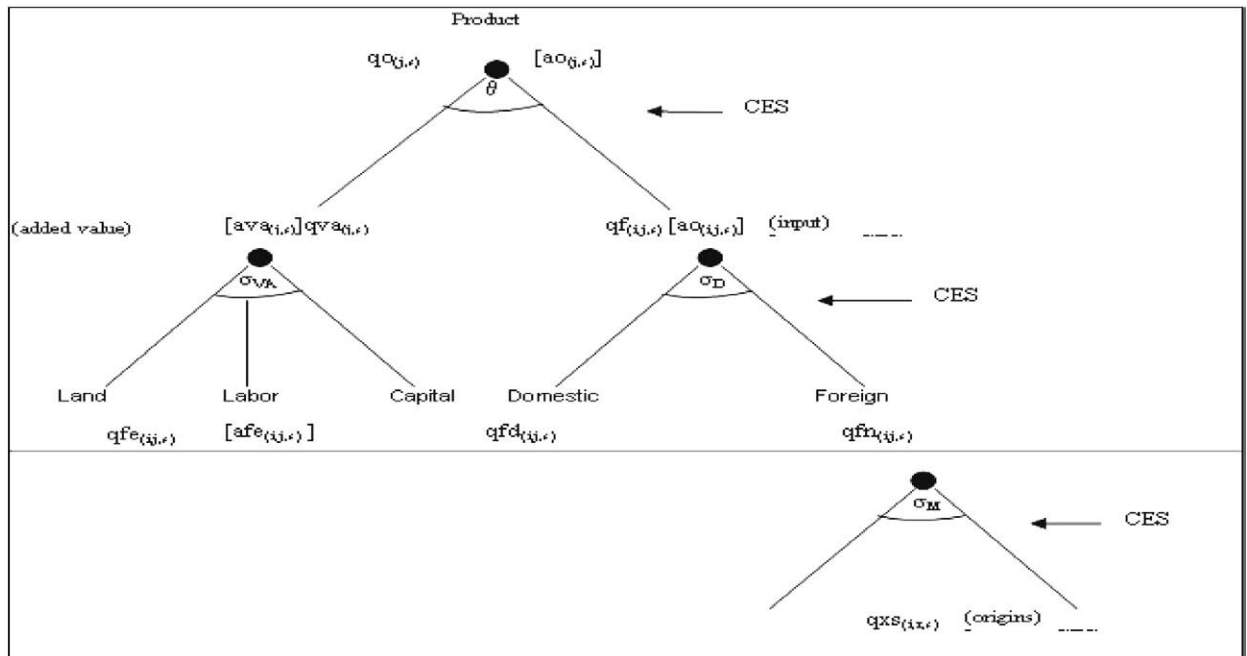 Product
qo(j,s) [ao(j,s)]
θ
CES
(added value) [ava(j,s)]qva(j,s) qf(ij,s) [ao(ij,s)] (input)
σVA σD
CES
Land Labor Capital Domestic Foreign
qfe(ij,s) [afe(ij,s)] qfd(ij,s) qfn(ij,s)
σM
CES
qxs(ir,s) (origins)